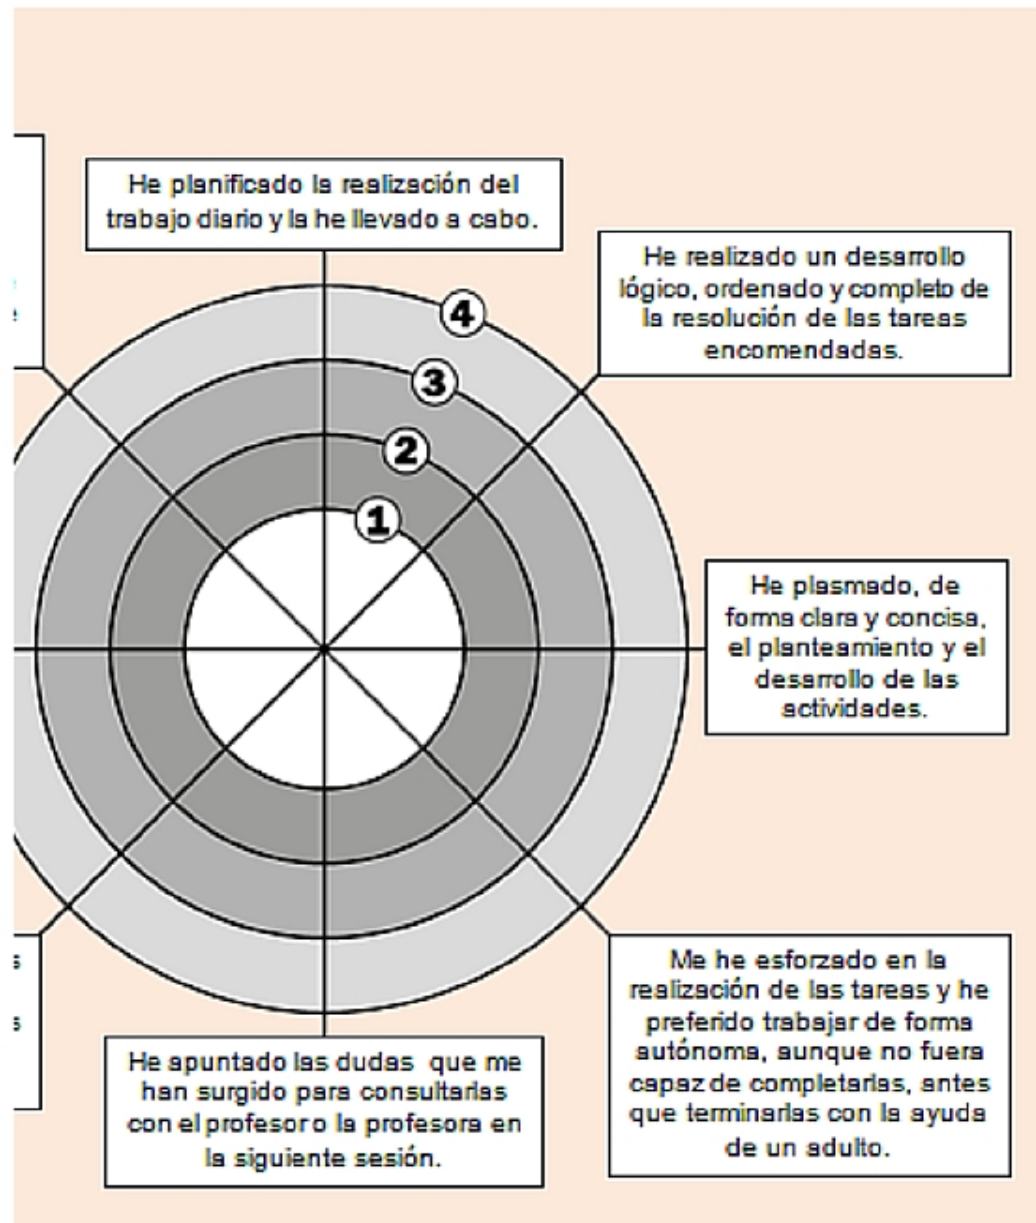 He planificado la realización del
trabajo diario y la he llevado a cabo.
He realizado un desarrollo
lógico, ordenado y completo de
la resolución de las tareas
encomendadas.
4
3
2
1
He plasmado, de
forma clara y concisa,
el planteamiento y el
desarrollo de las
actividades.
Me he esforzado en la
realización de las tareas y he
preferido trabajar de forma
autónoma, aunque no fuera
capaz de completarlas, antes
que terminarlas con la ayuda
de un adulto.
He apuntado las dudas que me
han surgido para consultarlas
con el profesor o la profesora en
la siguiente sesión.